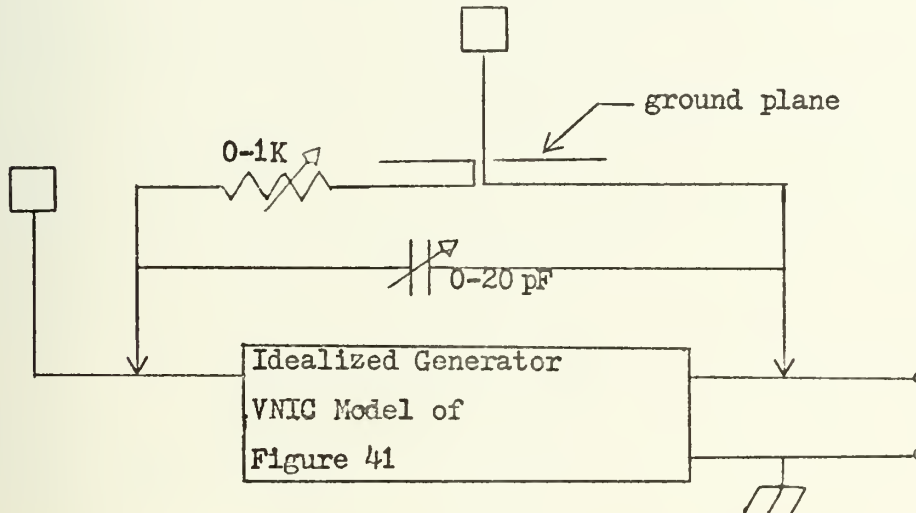 ground plane
0-1K
0-20 pF
Idealized Generator
VNIC Model of
Figure 41